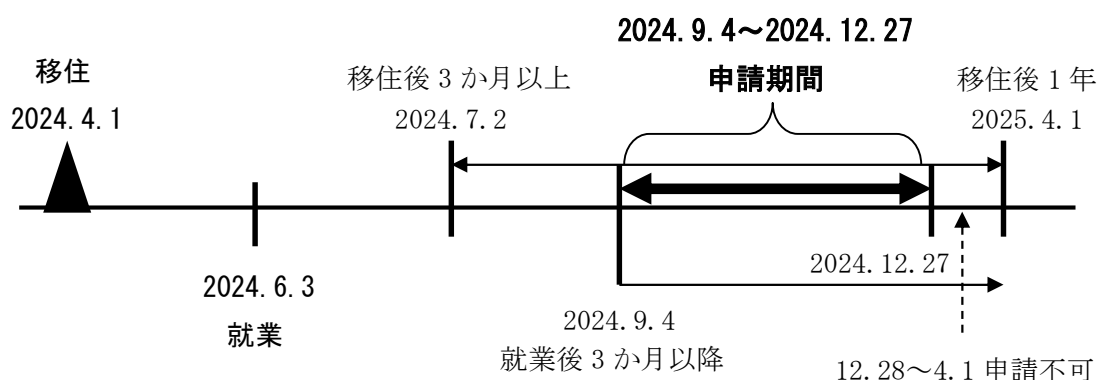 2024.9.4～2024.12.27
申請期間
移住
2024.4.1
移住後３か月以上
2024.7.2
移住後１年
2025.4.1
2024.6.3
就業
2024.12.27
2024.9.4
就業後３か月以降
12.28～4.1 申請不可